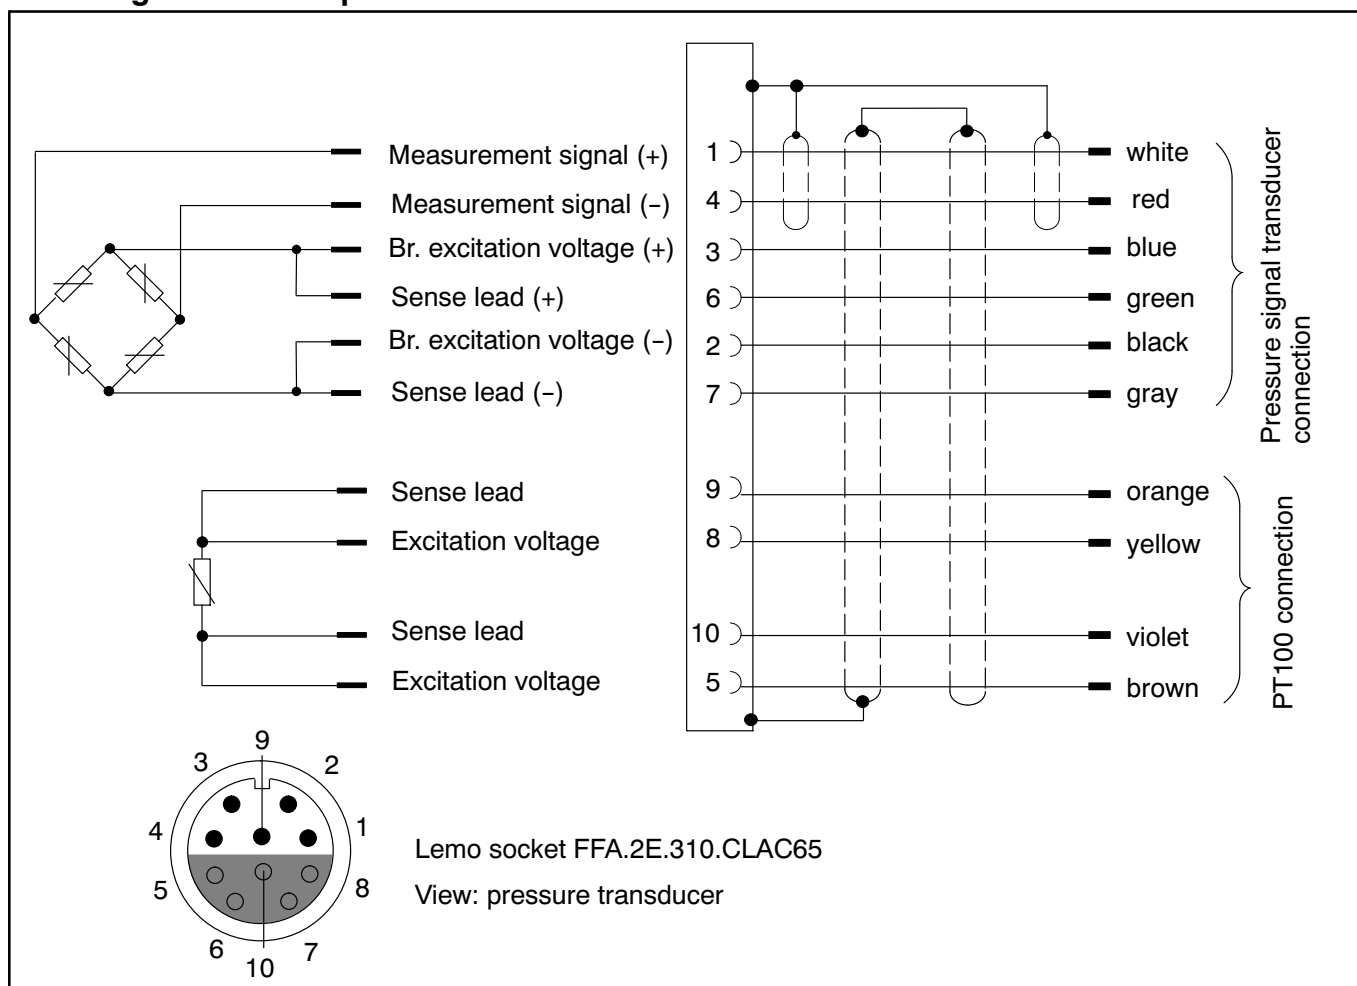 Measurement signal (+) 1 white
Measurement signal (–) 4 red
Br. excitation voltage (+) 3 blue
Sense lead (+) 6 green
Br. excitation voltage (–) 2 black
Sense lead (–) 7 gray
Pressure signal transducer
connection
Sense lead 9 orange
Excitation voltage 8 yellow
Sense lead 10 violet
Excitation voltage 5 brown
PT100 connection
9
3 2
4 1
5 8
6 7
10
Lemo socket FFA.2E.310.CLAC65
View: pressure transducer